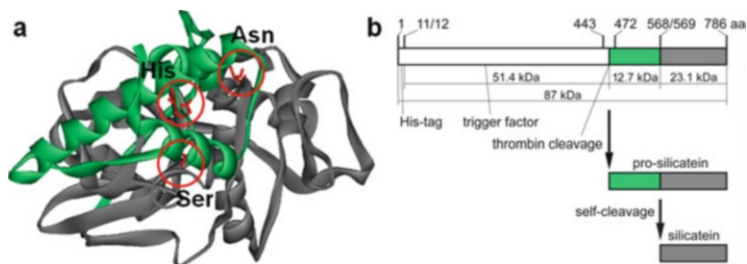 a
Asn
His
Ser
b
1 11/12 443 472 568/569 786 aa
51.4 kDa 12.7 kDa 23.1 kDa
87 kDa
His-tag trigger factor
thrombin cleavage
pro-silicatein
self-cleavage
silicatein